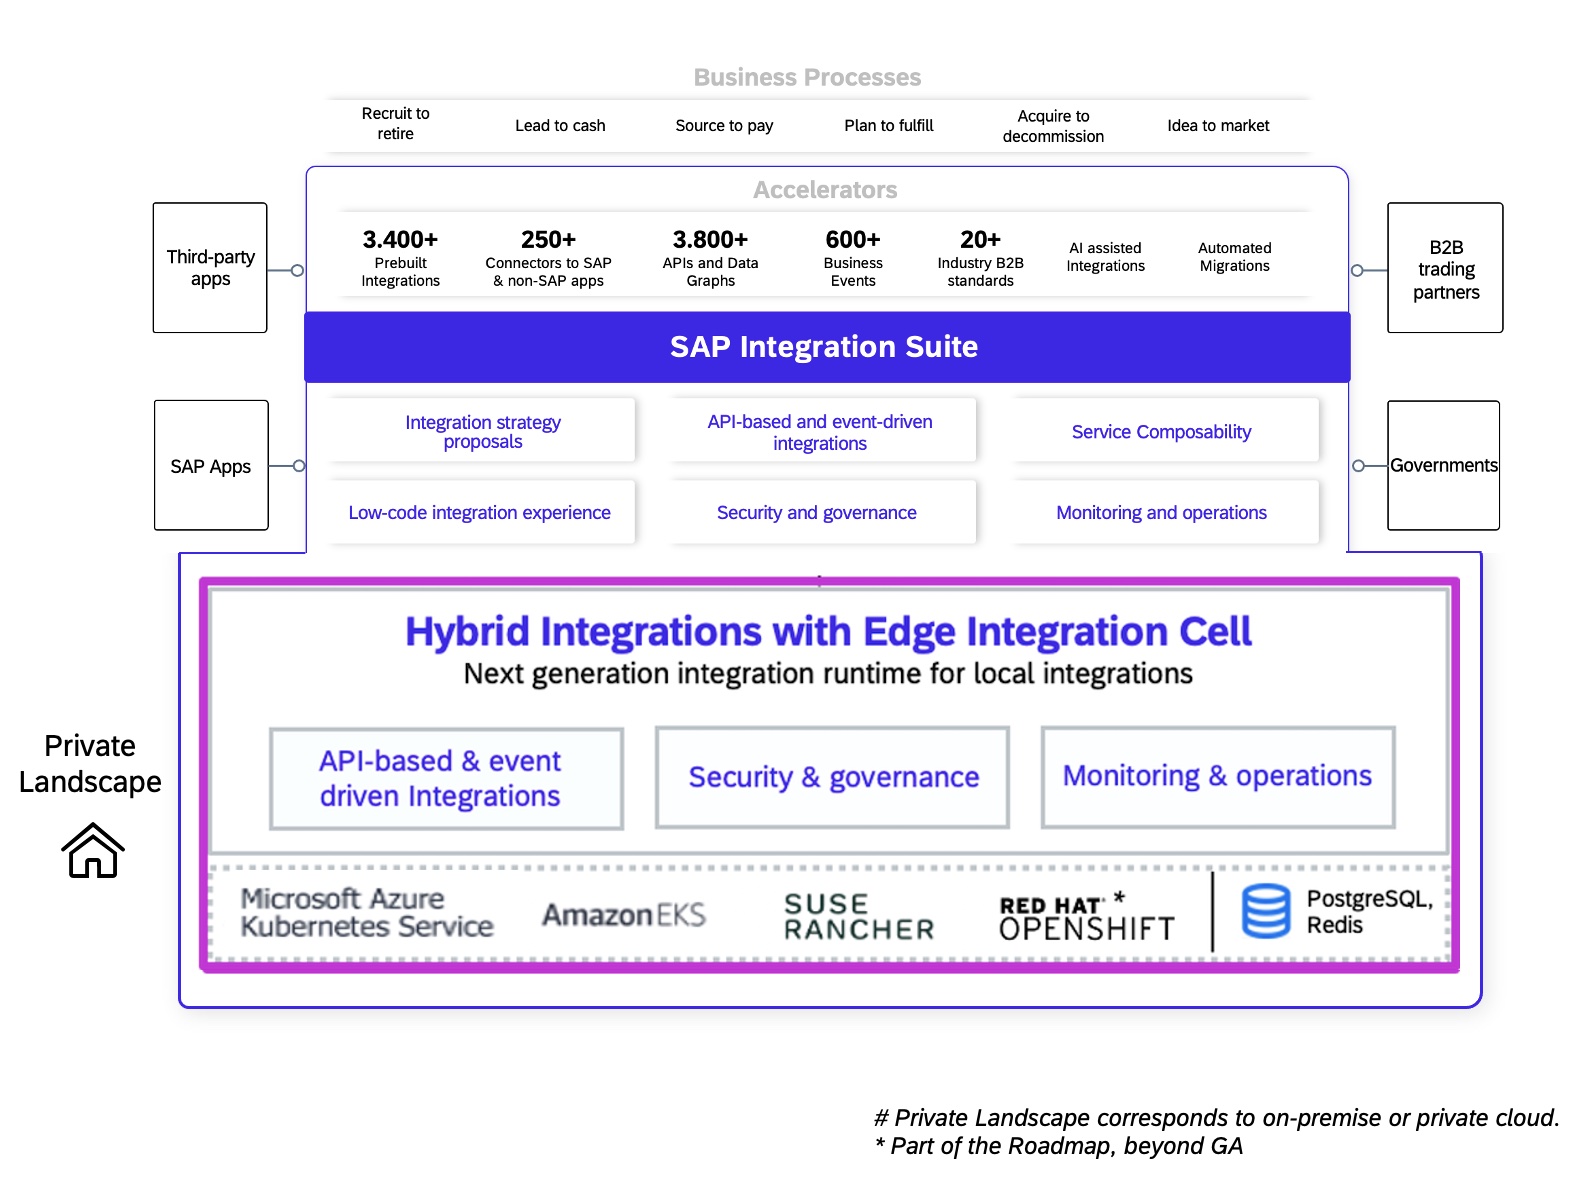 Business Processes
Recruit to
retire
Lead to cash
Source to pay
Plan to fulfill
Acquire to
decommission
Idea to market
Accelerators
3.400+
Prebuilt
Integrations
250+
Connectors to SAP
& non-SAP apps
3.800+
APIs and Data
Graphs
600+
Business
Events
20+
Industry B2B
standards
AI assisted
Integrations
Automated
Migrations
Third-party
apps
B2B
trading
partners
SAP Integration Suite
Integration strategy
proposals
API-based and event-driven
integrations
Service Composability
SAP Apps
Governments
Low-code integration experience
Security and governance
Monitoring and operations
Hybrid Integrations with Edge Integration Cell
Next generation integration runtime for local integrations
Private
Landscape
API-based & event
driven Integrations
Security & governance
Monitoring & operations
Microsoft Azure
Kubernetes Service
Amazon EKS
SUSE
RANCHER
RED HAT *
OPENSHIFT
PostgreSQL,
Redis
# Private Landscape corresponds to on-premise or private cloud.
* Part of the Roadmap, beyond GA